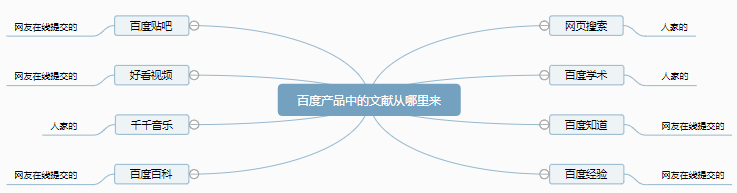 网友在线提交的
百度贴吧
网页搜索
人家的
网友在线提交的
好看视频
百度学术
人家的
百度产品中的文献从哪里来
人家的
千千音乐
百度知道
网友在线提交的
网友在线提交的
百度百科
百度经验
网友在线提交的